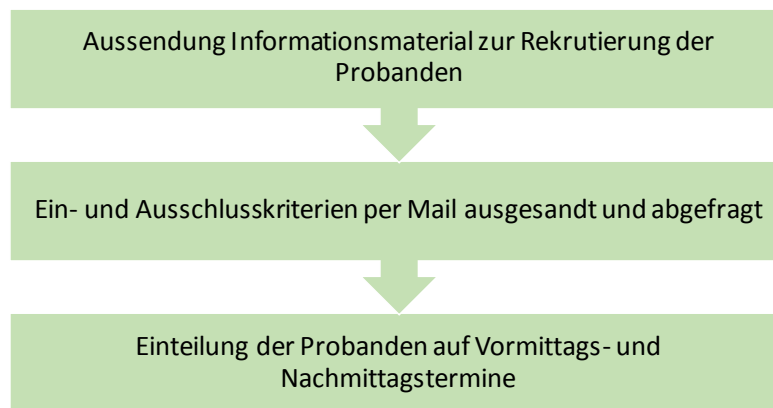 Aussendung Informationsmaterial zur Rekrutierung der
Probanden
Ein- und Ausschlusskriterien per Mail ausgesandt und abgefragt
Einteilung der Probanden auf Vormittags- und
Nachmittagstermine